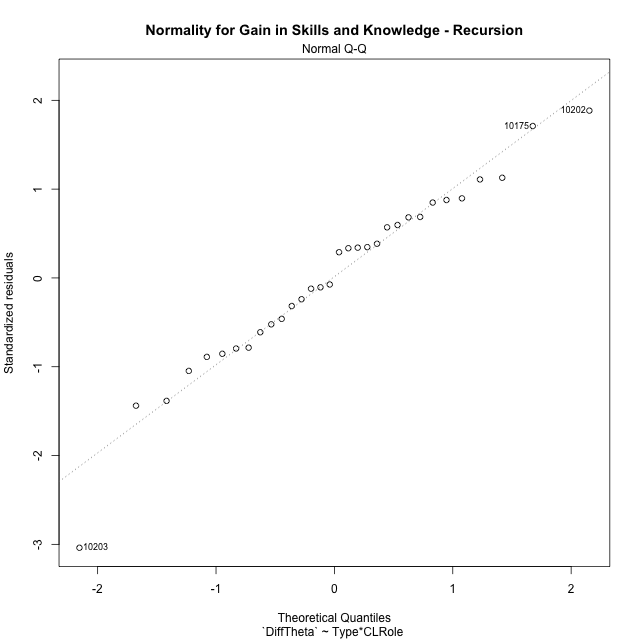 Normality for Gain in Skills and Knowledge - Recursion
Normal Q-Q
2
10202
10175
1
0
Standardized residuals
-1
-2
-3
10203
-2 -1 0 1 2
Theoretical Quantiles
`DiffTheta` ~ Type*CLRole